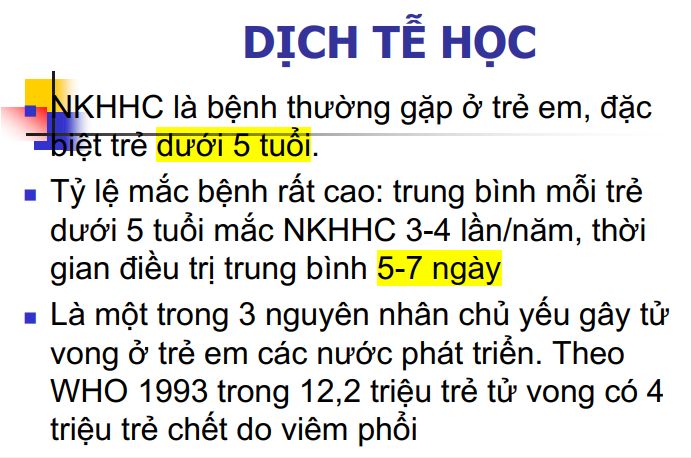 DỊCH TỄ HỌC
NKHHC là bệnh thường gặp ở trẻ em, đặc
biệt trẻ dưới 5 tuổi.
Tỷ lệ mắc bệnh rất cao: trung bình mỗi trẻ
dưới 5 tuổi mắc NKHHC 3-4 lần/năm, thời
gian điều trị trung bình 5-7 ngày
Là một trong 3 nguyên nhân chủ yếu gây tử
vong ở trẻ em các nước phát triển. Theo
WHO 1993 trong 12,2 triệu trẻ tử vong có 4
triệu trẻ chết do viêm phổi